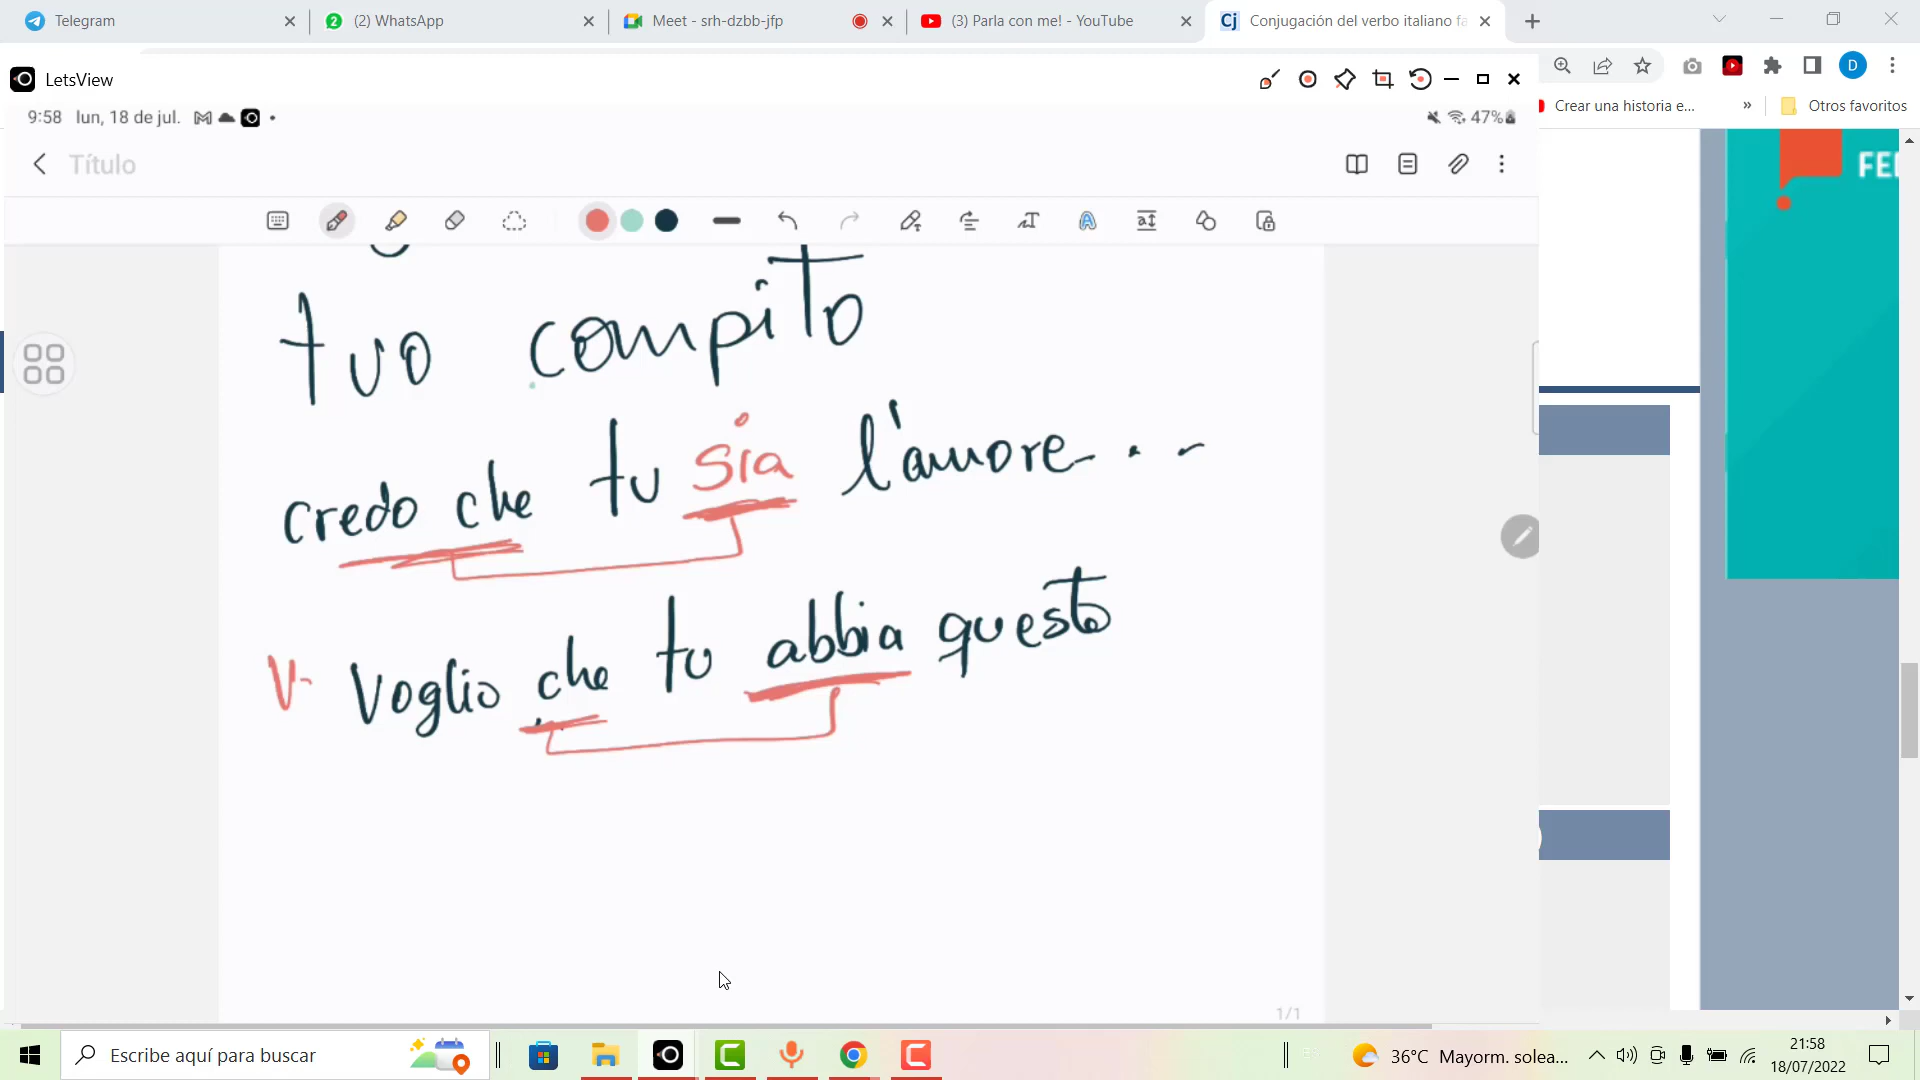 Telegram
(2) WhatsApp
Meet - srh-dzbb-jfp
(3) Parla con me! - YouTube
Conjugación del verbo italiano fa
LetsView
D
Crear una historia e...
»
Otros favoritos
9:58 lun, 18 de jul.
47%
Título
FE
tuo compito
credo che tu sia l'amore...
V- Voglio che tu abbia questo
1/1
Escribe aquí para buscar
36°C Mayorm. solea...
21:58
18/07/2022